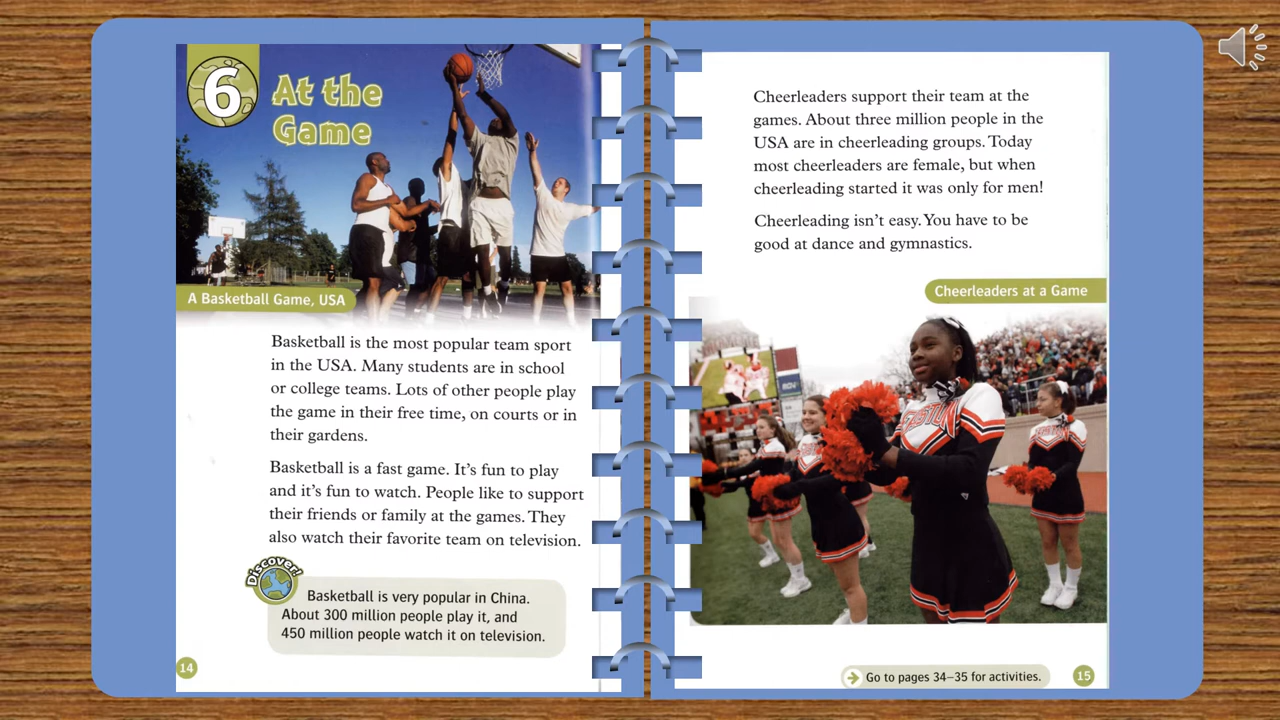 6
At the
Game
A Basketball Game, USA
Basketball is the most popular team sport
in the USA. Many students are in school
or college teams. Lots of other people play
the game in their free time, on courts or in
their gardens.
Basketball is a fast game. It's fun to play
and it's fun to watch. People like to support
their friends or family at the games. They
also watch their favorite team on television.
Discover!
Basketball is very popular in China.
About 300 million people play it, and
450 million people watch it on television.
14
Cheerleaders support their team at the
games. About three million people in the
USA are in cheerleading groups. Today
most cheerleaders are female, but when
cheerleading started it was only for men!
Cheerleading isn't easy. You have to be
good at dance and gymnastics.
Cheerleaders at a Game
Go to pages 34–35 for activities.
15